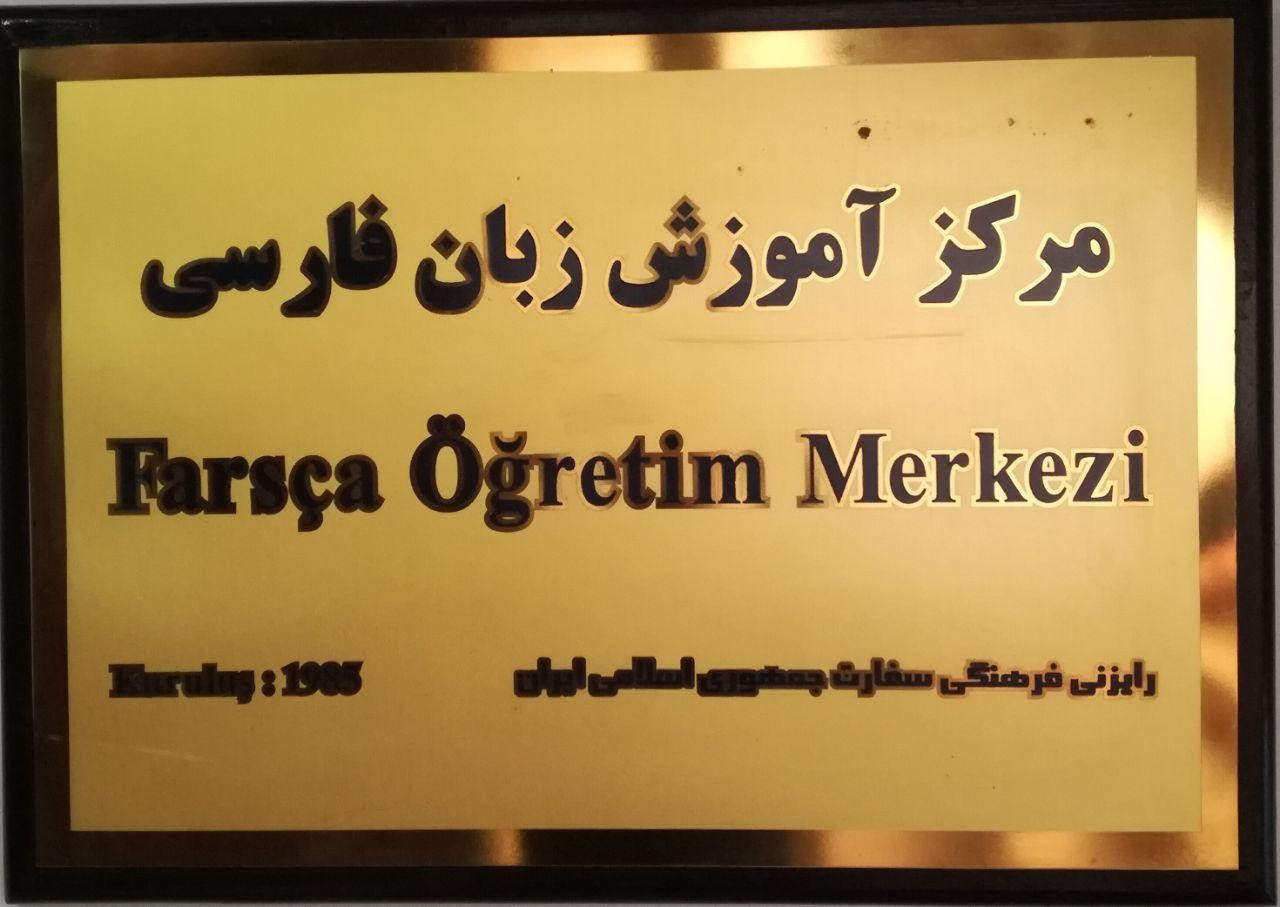 مرکز آموزش زبان فارسی
Farsça Öğretim Merkezi
Kuruluş : 1985
رایزنی فرهنگی سفارت جمهوری اسلامی ایران